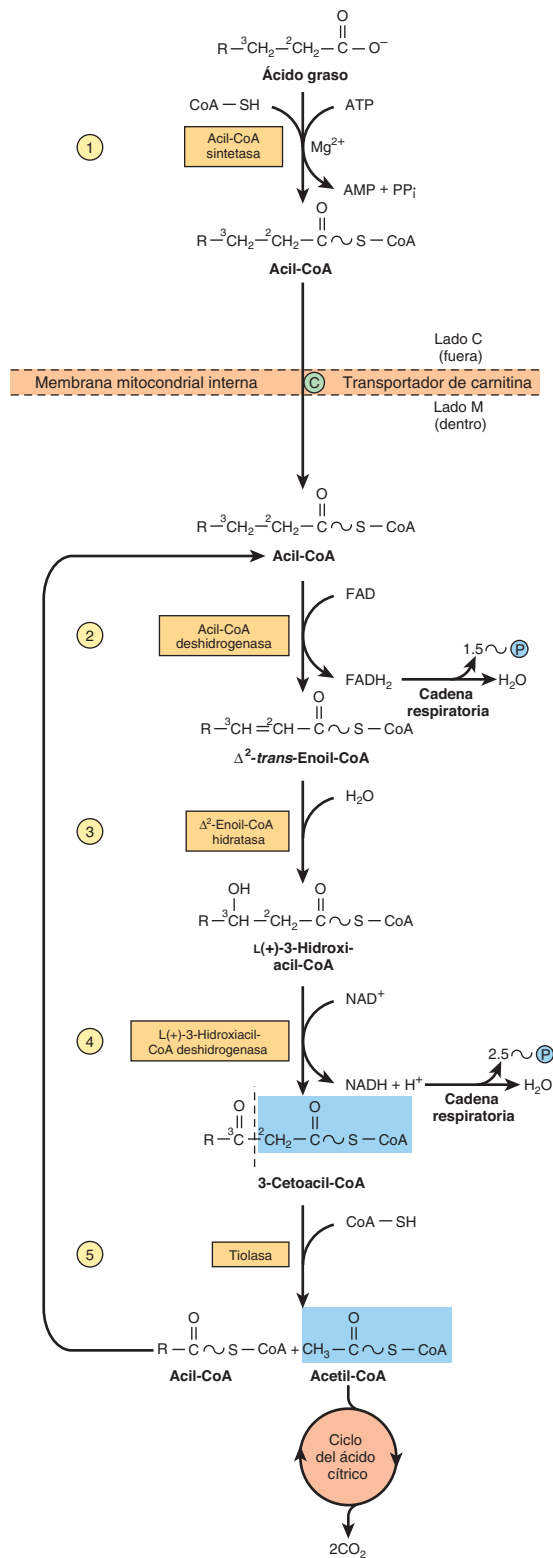 O
R—³CH₂—²CH₂—C—O⁻
Ácido graso
CoA—SH
ATP
1
Acil-CoA
sintetasa
Mg²⁺
AMP + PPi
O
R—³CH₂—²CH₂—C～S—CoA
Acil-CoA
Lado C
(fuera)
Membrana mitocondrial interna C Transportador de carnitina
Lado M
(dentro)
O
R—³CH₂—²CH₂—C～S—CoA
Acil-CoA
FAD
2
Acil-CoA
deshidrogenasa
1.5～P
FADH₂
H₂O
Cadena
respiratoria
O
R—³CH=²CH—C～S—CoA
Δ²-trans-Enoil-CoA
H₂O
3
Δ²-Enoil-CoA
hidratasa
OH O
R—³CH—²CH₂—C～S—CoA
L(+)-3-Hidroxi-
acil-CoA
NAD⁺
4
L(+)-3-Hidroxiacil-
CoA deshidrogenasa
2.5～P
NADH + H⁺
H₂O
Cadena
respiratoria
O O
R—³C—²CH₂—C～S—CoA
3-Cetoacil-CoA
CoA—SH
5
Tiolasa
O O
R—C～S—CoA + CH₃—C～S—CoA
Acil-CoA Acetil-CoA
Ciclo
del ácido
cítrico
2CO₂